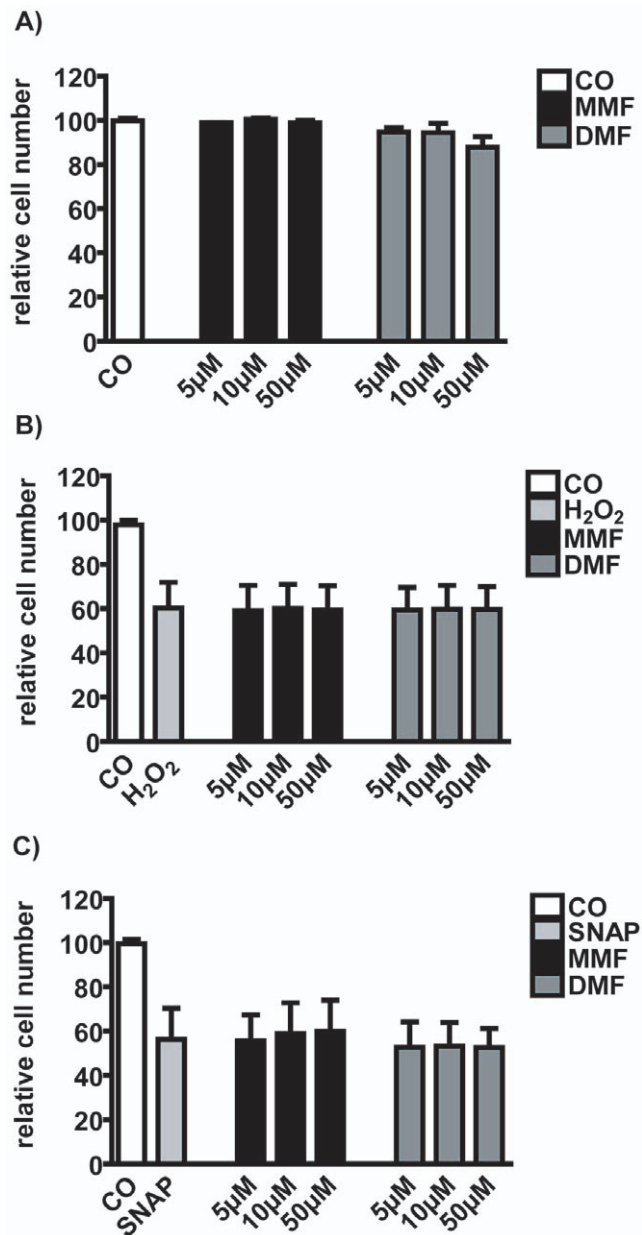 A)
relative cell number
120
100
80
60
40
20
0
CO
5µM
10µM
50µM
5µM
10µM
50µM
CO
MMF
DMF
B)
relative cell number
120
100
80
60
40
20
0
CO
H₂O₂
5µM
10µM
50µM
5µM
10µM
50µM
CO
H₂O₂
MMF
DMF
C)
relative cell number
120
100
80
60
40
20
0
CO
SNAP
5µM
10µM
50µM
5µM
10µM
50µM
CO
SNAP
MMF
DMF